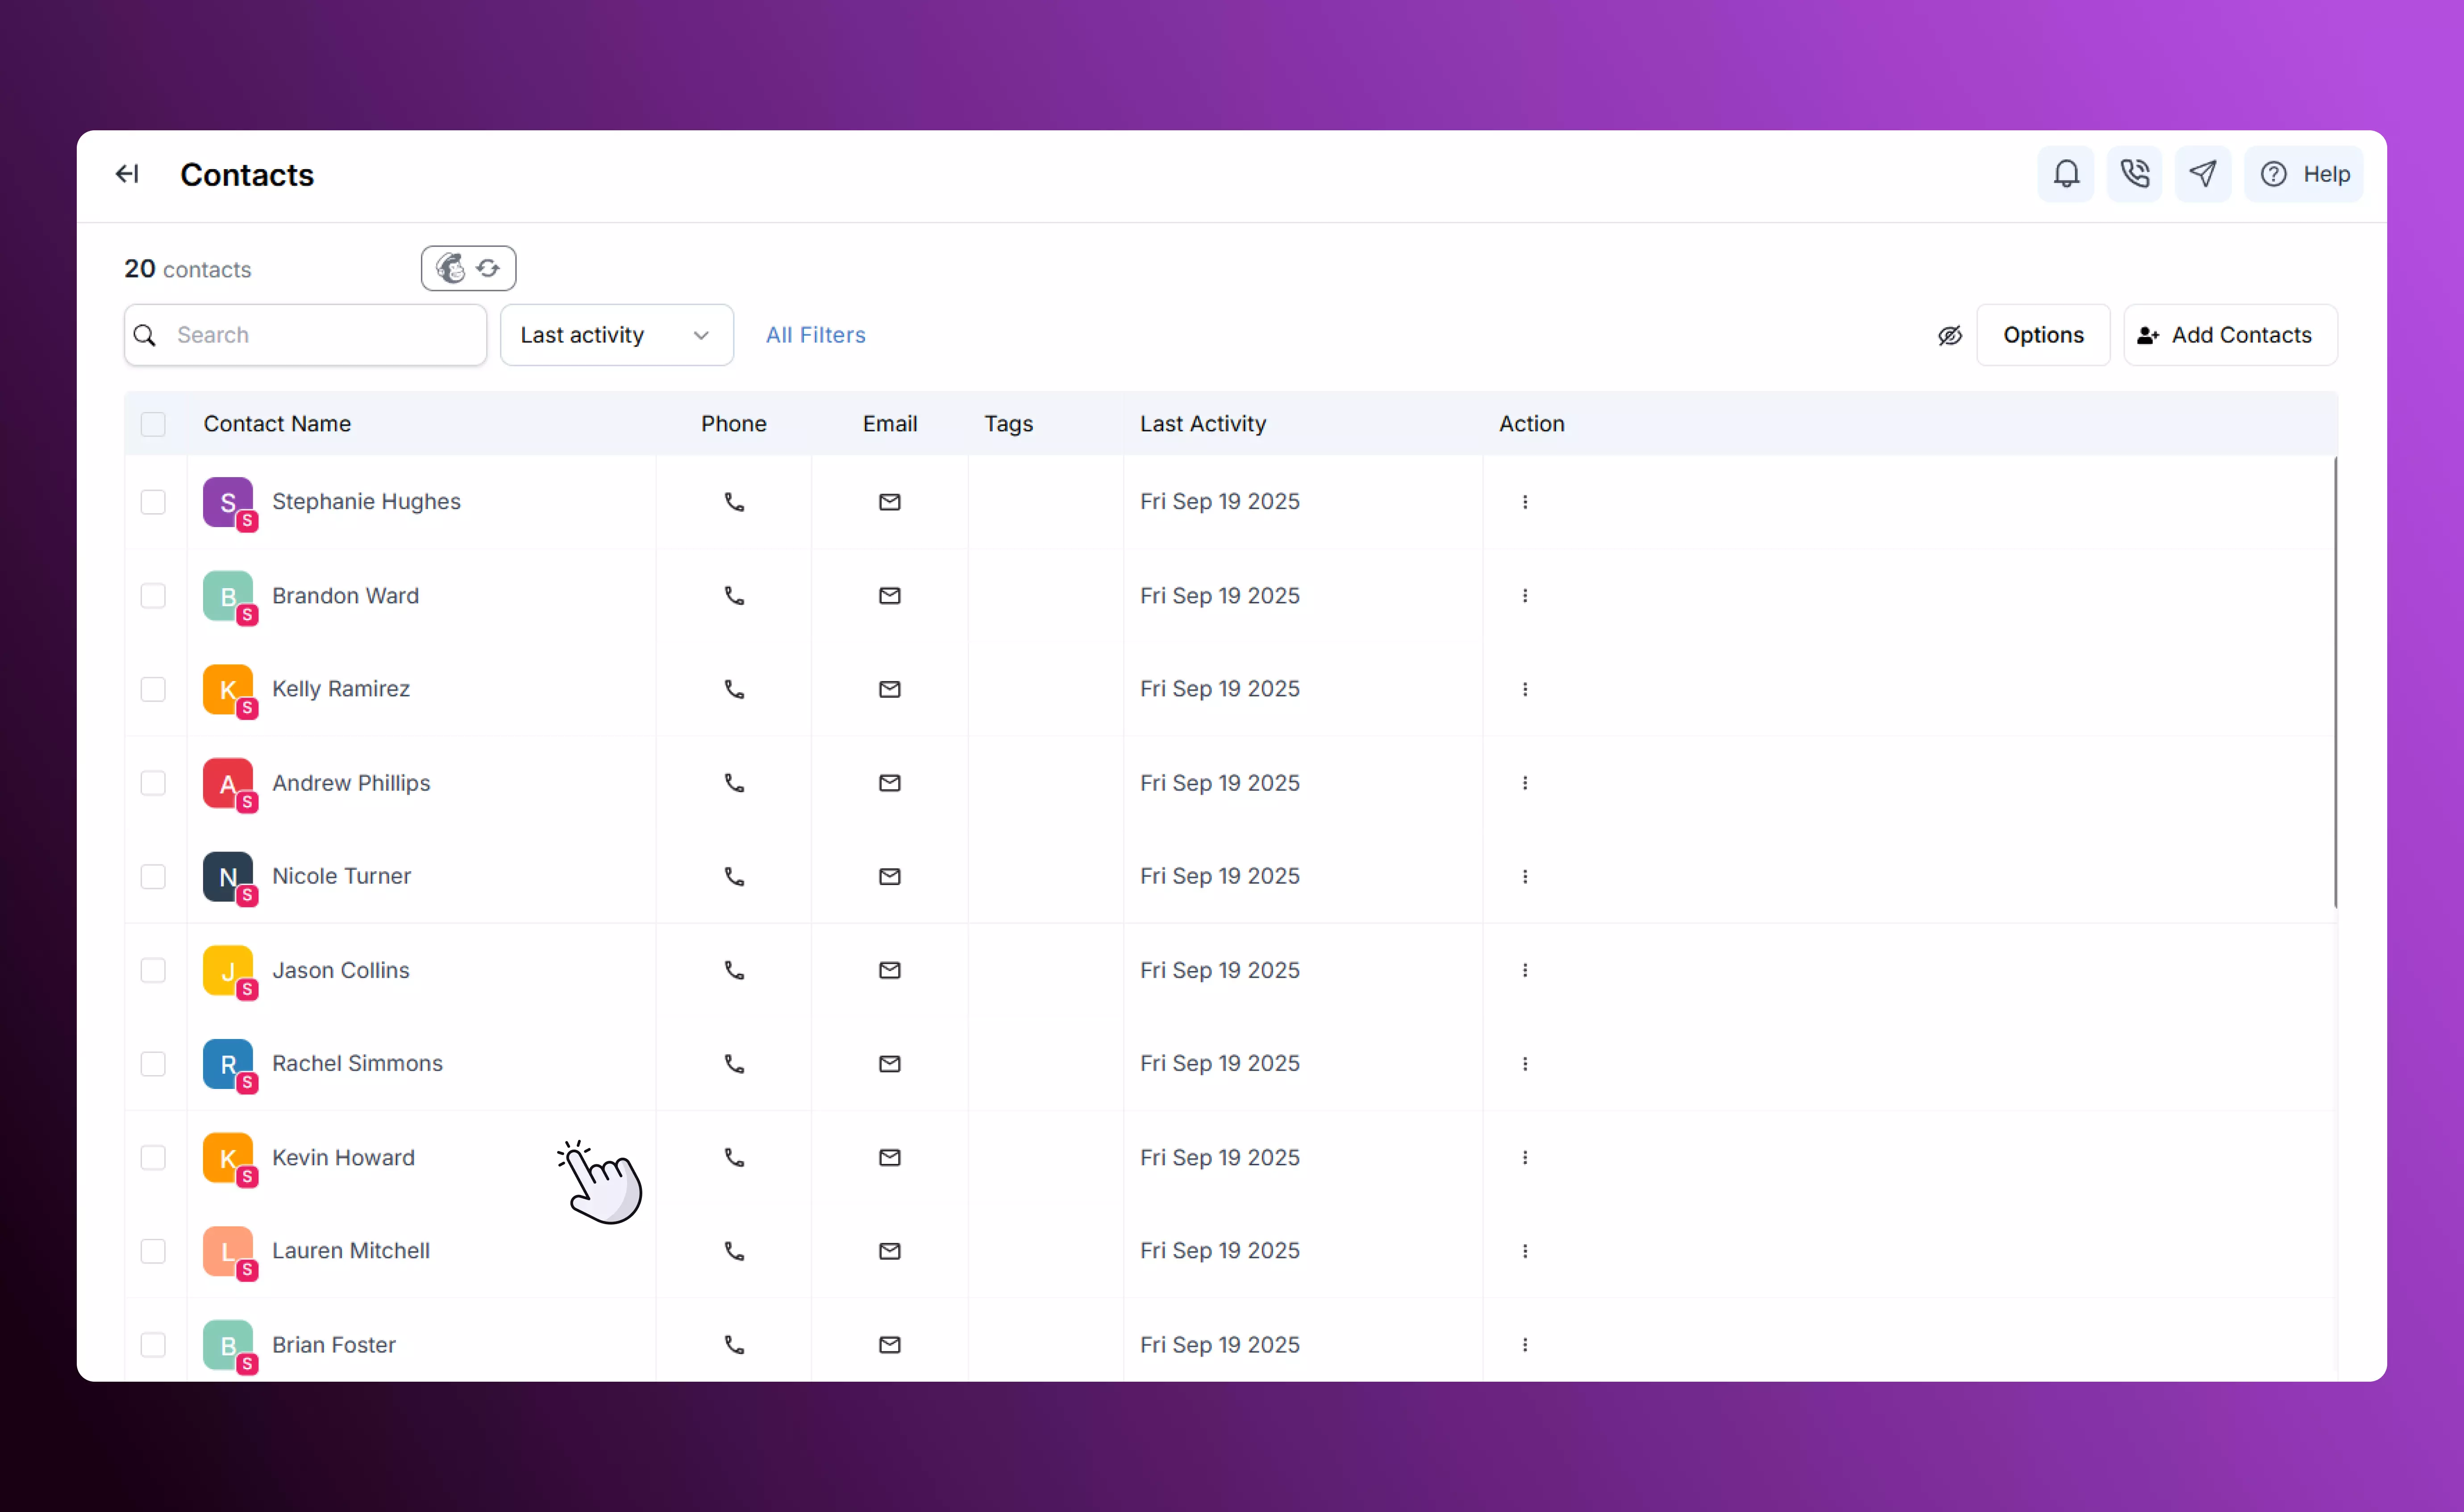 Contacts
Help
20 contacts
Search
Last activity
All Filters
Options
Add Contacts
Contact Name Phone Email Tags Last Activity Action
S S Stephanie Hughes Fri Sep 19 2025
B S Brandon Ward Fri Sep 19 2025
K S Kelly Ramirez Fri Sep 19 2025
A S Andrew Phillips Fri Sep 19 2025
N S Nicole Turner Fri Sep 19 2025
J S Jason Collins Fri Sep 19 2025
R S Rachel Simmons Fri Sep 19 2025
K S Kevin Howard Fri Sep 19 2025
L S Lauren Mitchell Fri Sep 19 2025
B S Brian Foster Fri Sep 19 2025